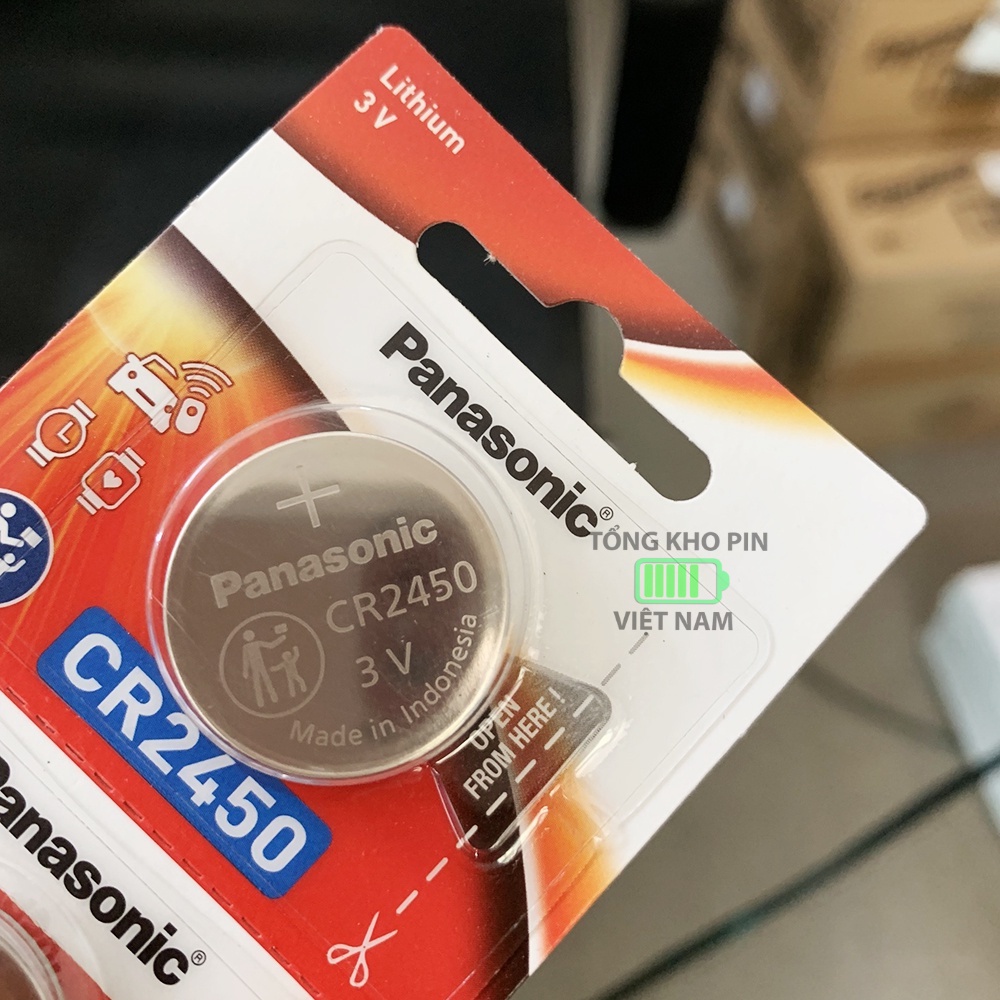 Lithium
3 V
Panasonic®
TỔNG KHO PIN
VIỆT NAM
+
Panasonic
CR2450
3 V
Made in Indonesia
OPEN
FROM HERE!
CR2450
Panasonic®